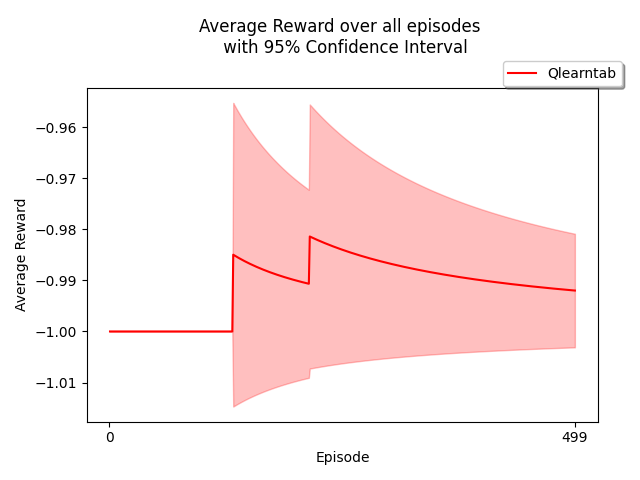 Average Reward over all episodes
with 95% Confidence Interval
Qlearntab
−0.96
−0.97
−0.98
−0.99
−1.00
−1.01
Average Reward
0
499
Episode